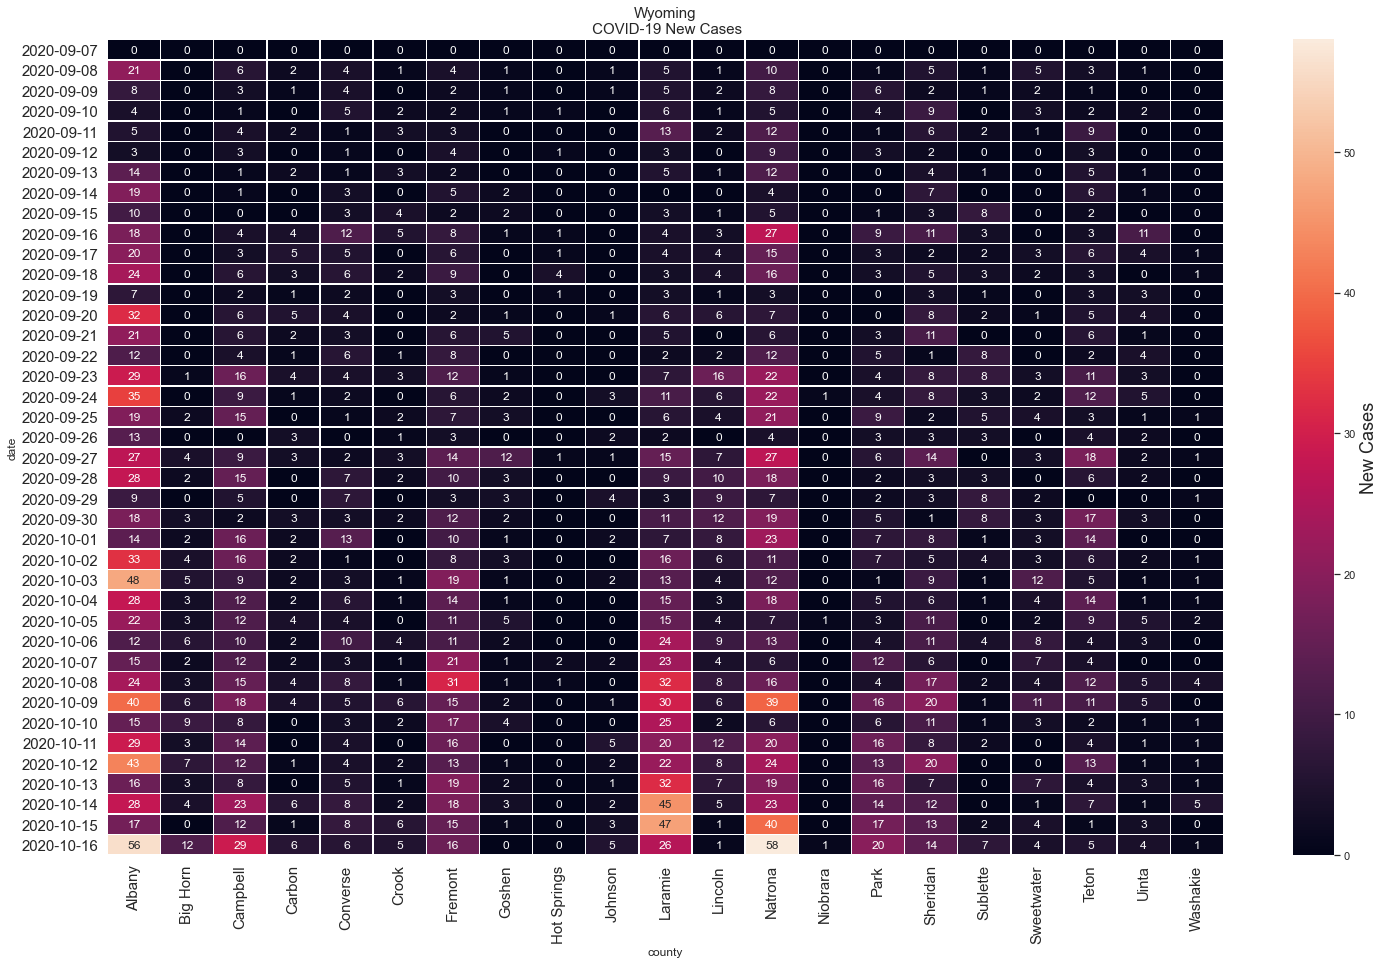 Wyoming
COVID-19 New Cases
2020-09-07 0 0 0 0 0 0 0 0 0 0 0 0 0 0 0 0 0 0 0 0 0
2020-09-08 21 0 6 2 4 1 4 1 0 1 5 1 10 0 1 5 1 5 3 1 0
2020-09-09 8 0 3 1 4 0 2 1 0 1 5 2 8 0 6 2 1 2 1 0 0
2020-09-10 4 0 1 0 5 2 2 1 1 0 6 1 5 0 4 9 0 3 2 2 0
2020-09-11 5 0 4 2 1 3 3 0 0 0 13 2 12 0 1 6 2 1 9 0 0
2020-09-12 3 0 3 0 1 0 4 0 1 0 3 0 9 0 3 2 0 0 3 0 0
2020-09-13 14 0 1 2 1 3 2 0 0 0 5 1 12 0 0 4 1 0 5 1 0
2020-09-14 19 0 1 0 3 0 5 2 0 0 0 0 4 0 0 7 0 0 6 1 0
2020-09-15 10 0 0 0 3 4 2 2 0 0 3 1 5 0 1 3 8 0 2 0 0
2020-09-16 18 0 4 4 12 5 8 1 1 0 4 3 27 0 9 11 3 0 3 11 0
2020-09-17 20 0 3 5 5 0 6 0 1 0 4 4 15 0 3 2 2 3 6 4 1
2020-09-18 24 0 6 3 6 2 9 0 4 0 3 4 16 0 3 5 3 2 3 0 1
2020-09-19 7 0 2 1 2 0 3 0 1 0 3 1 3 0 0 3 1 0 3 3 0
2020-09-20 32 0 6 5 4 0 2 1 0 1 6 6 7 0 0 8 2 1 5 4 0
2020-09-21 21 0 6 2 3 0 6 5 0 0 5 0 6 0 3 11 0 0 6 1 0
2020-09-22 12 0 4 1 6 1 8 0 0 0 2 2 12 0 5 1 8 0 2 4 0
2020-09-23 29 1 16 4 4 3 12 1 0 0 7 16 22 0 4 8 8 3 11 3 0
2020-09-24 35 0 9 1 2 0 6 2 0 3 11 6 22 1 4 8 3 2 12 5 0
2020-09-25 19 2 15 0 1 2 7 3 0 0 6 4 21 0 9 2 5 4 3 1 1
2020-09-26 13 0 0 3 0 1 3 0 0 2 2 0 4 0 3 3 3 0 4 2 0
2020-09-27 27 4 9 3 2 3 14 12 1 1 15 7 27 0 6 14 0 3 18 2 1
2020-09-28 28 2 15 0 7 2 10 3 0 0 9 10 18 0 2 3 3 0 6 2 0
2020-09-29 9 0 5 0 7 0 3 3 0 4 3 9 7 0 2 3 8 2 0 0 1
2020-09-30 18 3 2 3 3 2 12 2 0 0 11 12 19 0 5 1 8 3 17 3 0
2020-10-01 14 2 16 2 13 0 10 1 0 2 7 8 23 0 7 8 1 3 14 0 0
2020-10-02 33 4 16 2 1 0 8 3 0 0 16 6 11 0 7 5 4 3 6 2 1
2020-10-03 48 5 9 2 3 1 19 1 0 2 13 4 12 0 1 9 1 12 5 1 1
2020-10-04 28 3 12 2 6 1 14 1 0 0 15 3 18 0 5 6 1 4 14 1 1
2020-10-05 22 3 12 4 4 0 11 5 0 0 15 4 7 1 3 11 0 2 9 5 2
2020-10-06 12 6 10 2 10 4 11 2 0 0 24 9 13 0 4 11 4 8 4 3 0
2020-10-07 15 2 12 2 3 1 21 1 2 2 23 4 6 0 12 6 0 7 4 0 0
2020-10-08 24 3 15 4 8 1 31 1 1 0 32 8 16 0 4 17 2 4 12 5 4
2020-10-09 40 6 18 4 5 6 15 2 0 1 30 6 39 0 16 20 1 11 11 5 0
2020-10-10 15 9 8 0 3 2 17 4 0 0 25 2 6 0 6 11 1 3 2 1 1
2020-10-11 29 3 14 0 4 0 16 0 0 5 20 12 20 0 16 8 2 0 4 1 1
2020-10-12 43 7 12 1 4 2 13 1 0 2 22 8 24 0 13 20 0 0 13 1 1
2020-10-13 16 3 8 0 5 1 19 2 0 1 32 7 19 0 16 7 0 7 4 3 1
2020-10-14 28 4 23 6 8 2 18 3 0 2 45 5 23 0 14 12 0 1 7 1 5
2020-10-15 17 0 12 1 8 6 15 1 0 3 47 1 40 0 17 13 2 4 1 3 0
2020-10-16 56 12 29 6 6 5 16 0 0 5 26 1 58 1 20 14 7 4 5 4 1
Albany Big Horn Campbell Carbon Converse Crook Fremont Goshen Hot Springs Johnson Laramie Lincoln Natrona Niobrara Park Sheridan Sublette Sweetwater Teton Uinta Washakie
county
date
50
40
30
20
10
0
New Cases